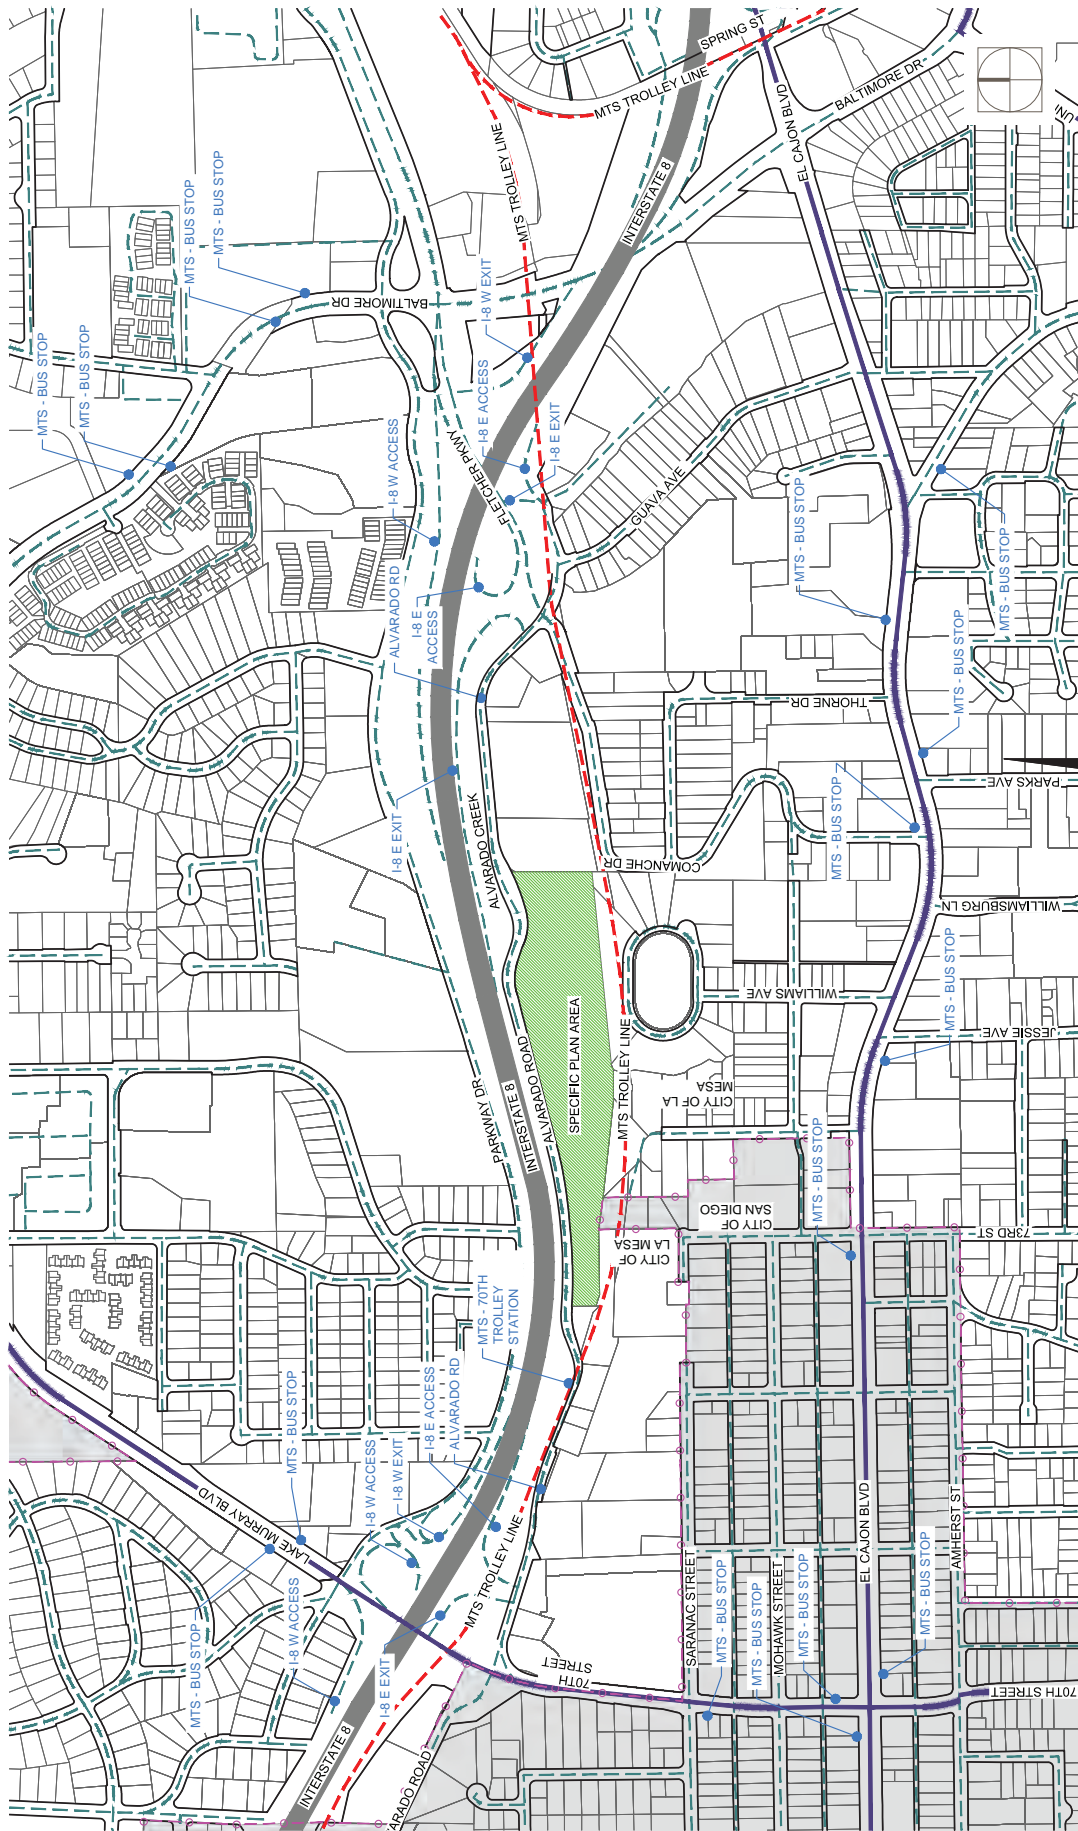 SPRING ST
MTS TROLLEY LINE
EL CAJON BLVD
BALTIMORE DR
UNI
MTS TROLLEY LINE
INTERSTATE 8
MTS - BUS STOP
MTS - BUS STOP
BALTIMORE DR
I-8 W EXIT
MTS - BUS STOP
MTS - BUS STOP
I-8 E ACCESS
I-8 E EXIT
I-8 W ACCESS
FLETCHER PKWY
GUAVA AVE
MTS - BUS STOP
MTS - BUS STOP
ALVARADO RD
I-8 E
ACCESS
MTS - BUS STOP
THORNE DR
PARKS AVE
I-8 E EXIT
ALVARADO CREEK
COMANCHE DR
MTS - BUS STOP
WILLIAMSBURG LN
WILLIAMS AVE
MTS - BUS STOP
JESSIE AVE
SPECIFIC PLAN AREA
MTS TROLLEY LINE
PARKWAY DR
INTERSTATE 8
ALVARADO ROAD
CITY OF LA
MESA
MTS - BUS STOP
CITY OF
SAN DIEGO
CITY OF
LA MESA
73RD ST
MTS - 70TH
TROLLEY
STATION
MTS - BUS STOP
I-8 E ACCESS
ALVARADO RD
I-8 W ACCESS
I-8 W EXIT
LAKE MURRAY BLVD
MTS TROLLEY LINE
EL CAJON BLVD
AMHERST ST
SARANAC STREET
MOHAWK STREET
MTS - BUS STOP
MTS - BUS STOP
MTS - BUS STOP
MTS - BUS STOP
I-8 W ACCESS
MTS - BUS STOP
I-8 E EXIT
70TH
STREET
70TH STREET
INTERSTATE 8
ARADO ROAD